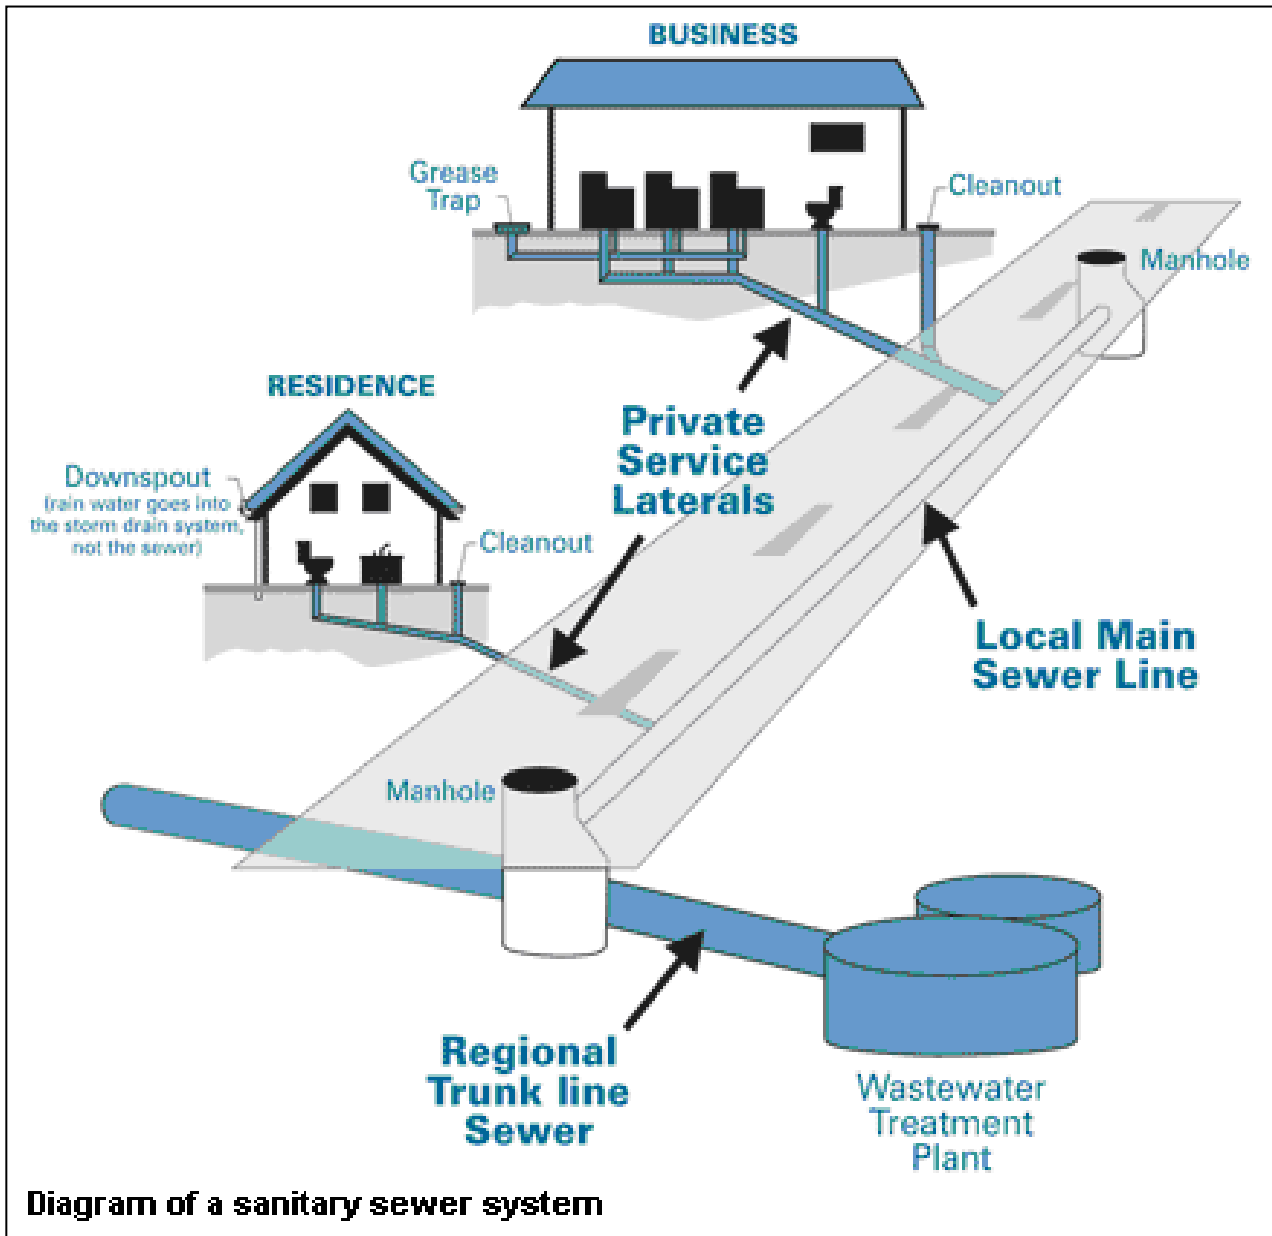 BUSINESS
Grease
Trap
Cleanout
Manhole
RESIDENCE
Private
Service
Laterals
Downspout
(rain water goes into
the storm drain system,
not the sewer)
Cleanout
Local Main
Sewer Line
Manhole
Regional
Trunk line
Sewer
Wastewater
Treatment
Plant
Diagram of a sanitary sewer system